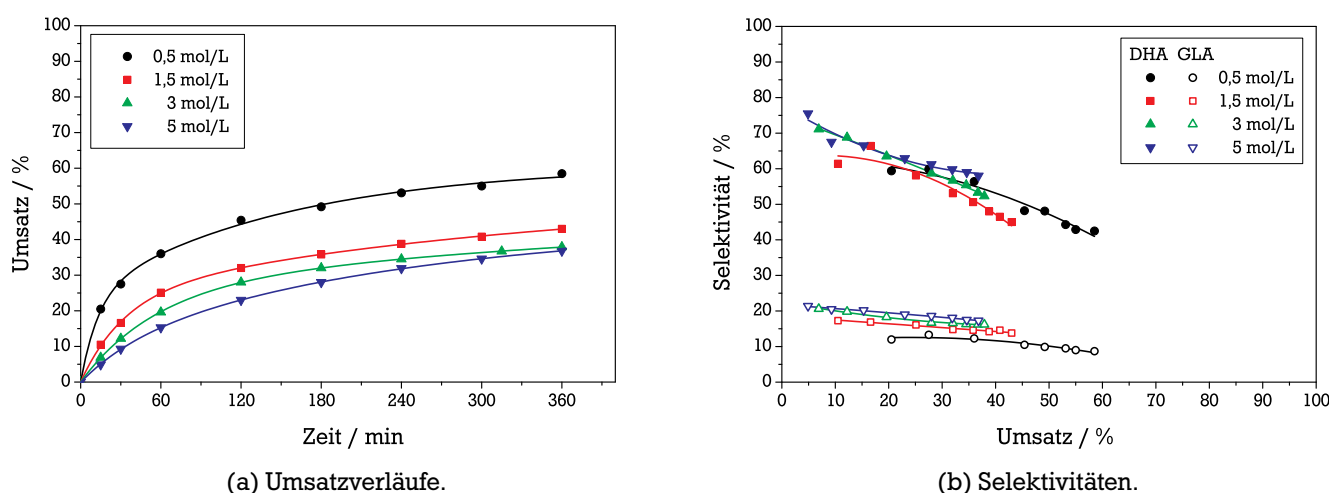 100
90
80
70
60
50
40
30
20
10
0
Umsatz / %
0,5 mol/L
1,5 mol/L
3 mol/L
5 mol/L
0 60 120 180 240 300 360
Zeit / min
(a) Umsatzverläufe.
100
90
80
70
60
50
40
30
20
10
0
Selektivität / %
DHA GLA
0,5 mol/L
1,5 mol/L
3 mol/L
5 mol/L
0 10 20 30 40 50 60 70 80 90 100
Umsatz / %
(b) Selektivitäten.